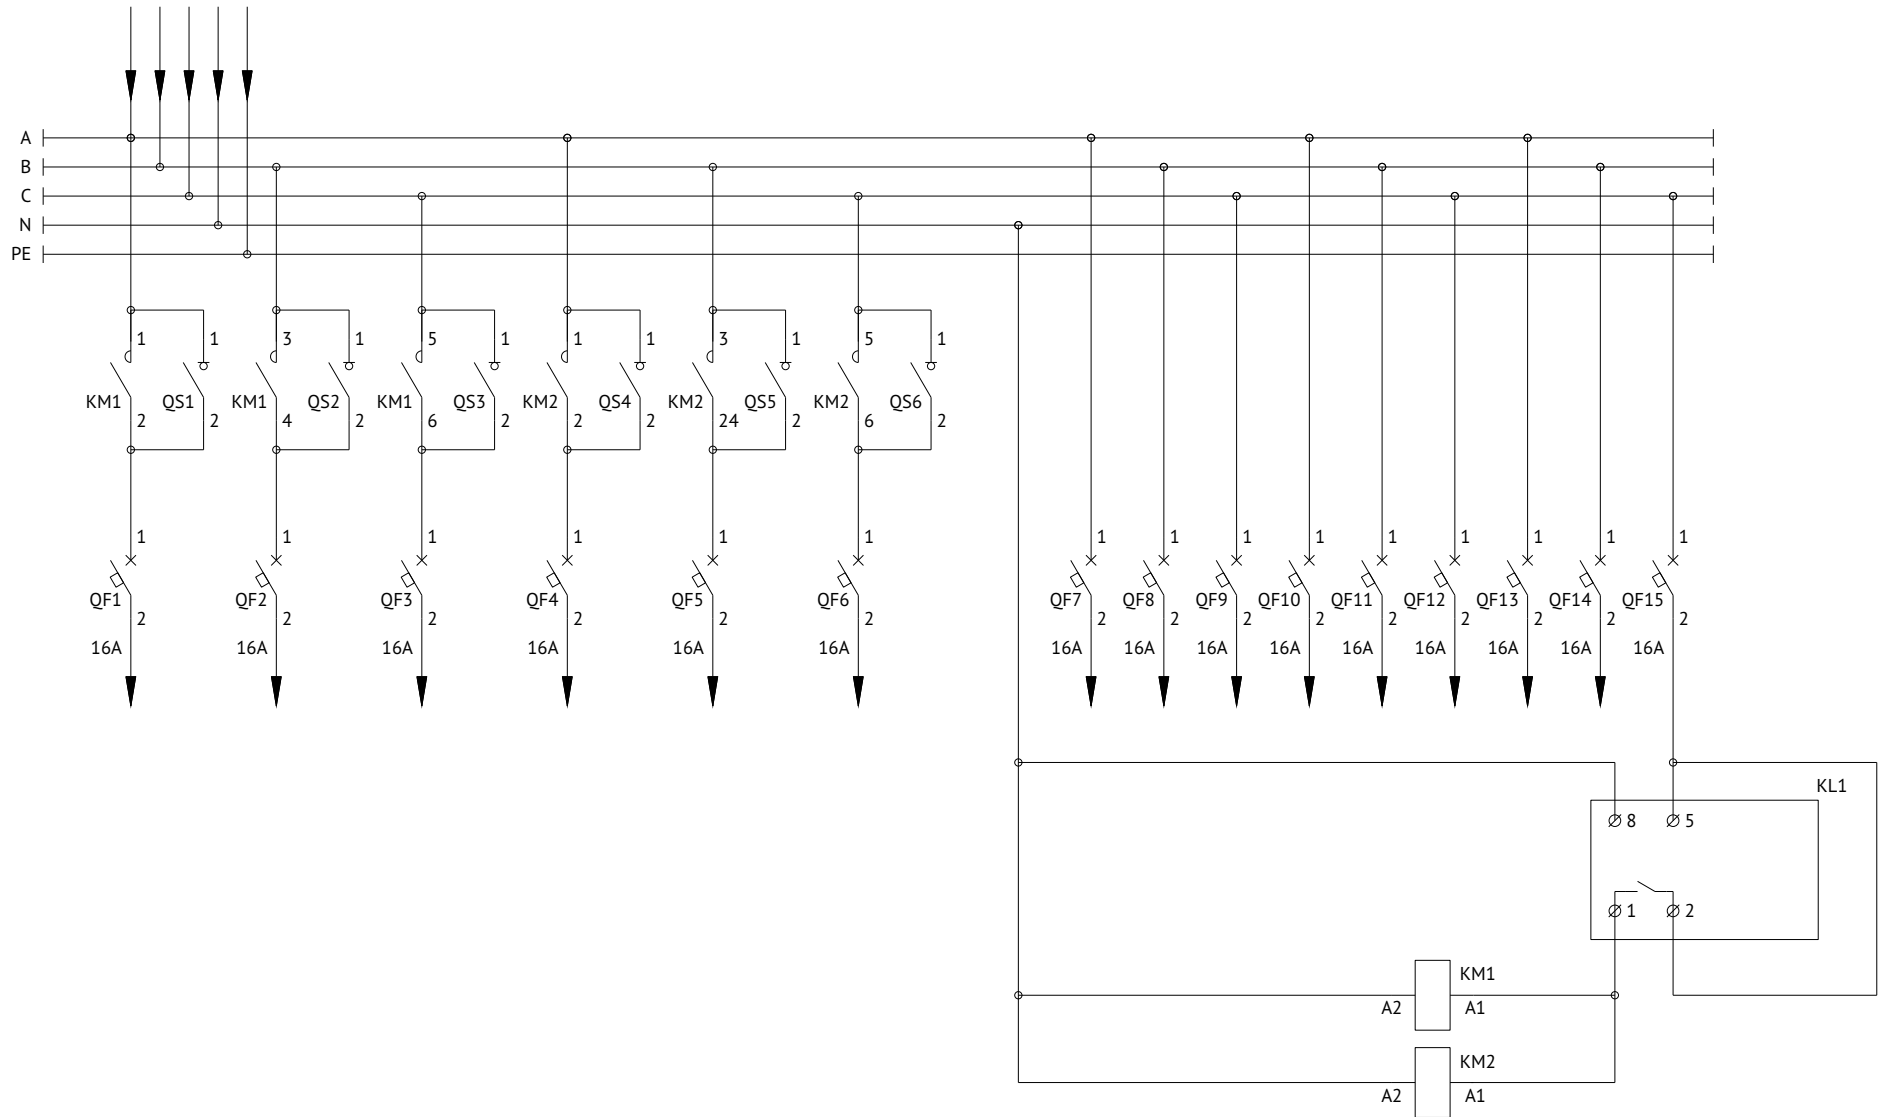 A
B
C
N
PE
1 1 3 1 5 1 1 1 3 1 5 1
KM1 QS1 KM1 QS2 KM1 QS3 KM2 QS4 KM2 QS5 KM2 QS6
2 2 4 2 6 2 2 2 24 2 6 2
1 1 1 1 1 1 1 1 1 1 1 1 1 1 1
QF1 QF2 QF3 QF4 QF5 QF6 QF7 QF8 QF9 QF10 QF11 QF12 QF13 QF14 QF15
2 2 2 2 2 2 2 2 2 2 2 2 2 2 2
16A 16A 16A 16A 16A 16A 16A 16A 16A 16A 16A 16A 16A 16A 16A
KL1
8 5
1 2
KM1
A2 A1
KM2
A2 A1